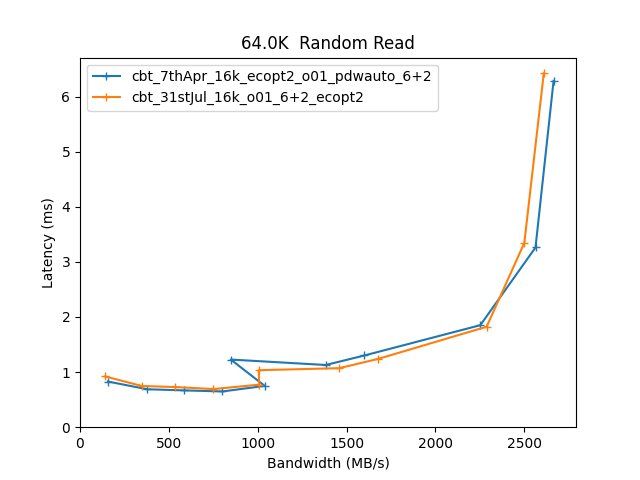 64.0K  Random Read
cbt_7thApr_16k_ecopt2_o01_pdwauto_6+2
cbt_31stJul_16k_o01_6+2_ecopt2
6
5
4
3
2
1
0
Latency (ms)
0 500 1000 1500 2000 2500
Bandwidth (MB/s)